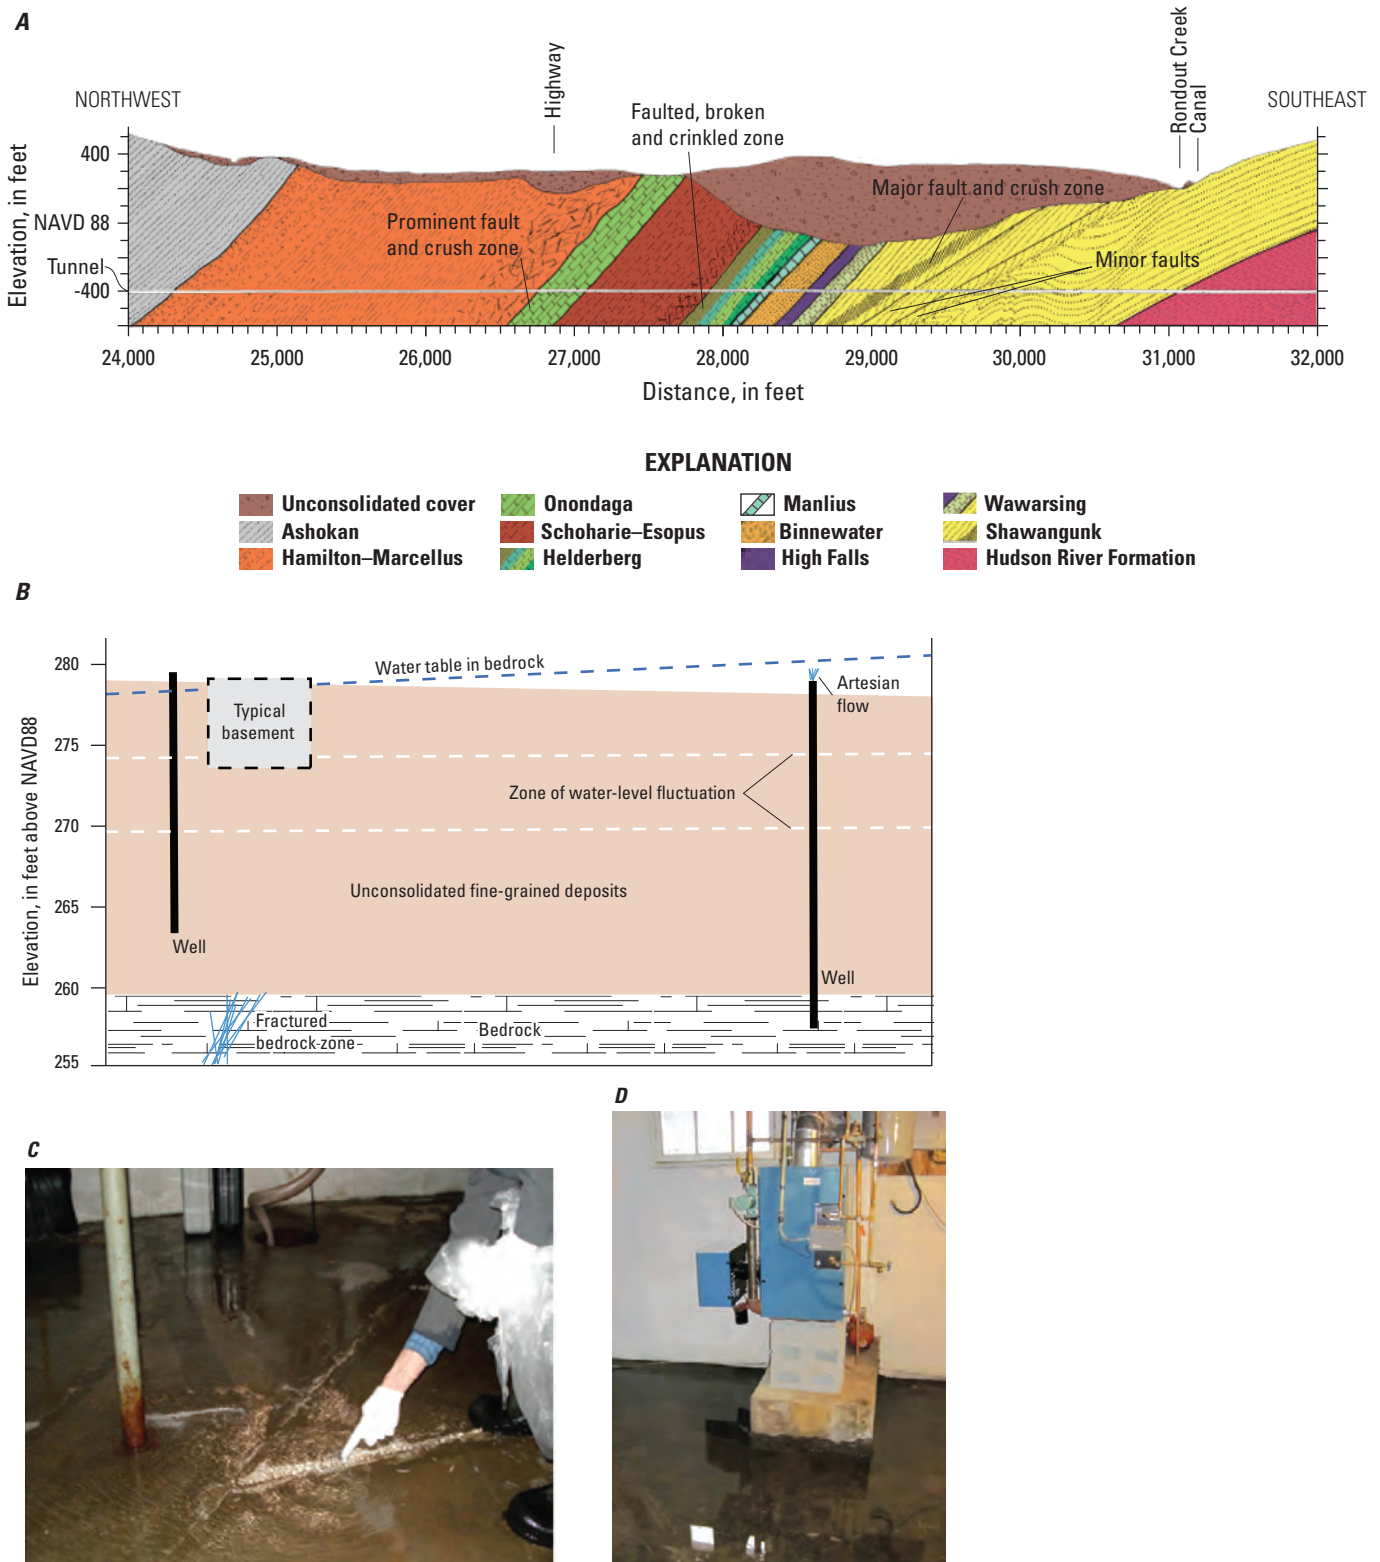 A
NORTHWEST
Highway
Faulted, broken
and crinkled zone
Rondout Creek
Canal
SOUTHEAST
Elevation, in feet
400
NAVD 88
Tunnel
-400
Prominent fault
and crush zone
Major fault and crush zone
Minor faults
24,000
25,000
26,000
27,000
28,000
29,000
30,000
31,000
32,000
Distance, in feet
EXPLANATION
Unconsolidated cover
Onondaga
Manlius
Wawarsing
Ashokan
Schoharie–Esopus
Binnewater
Shawangunk
Hamilton–Marcellus
Helderberg
High Falls
Hudson River Formation
B
Elevation, in feet above NAVD88
280
275
270
265
260
255
Water table in bedrock
Artesian
flow
Typical
basement
Zone of water-level fluctuation
Unconsolidated fine-grained deposits
Well
Well
Fractured
bedrock zone
Bedrock
C
D